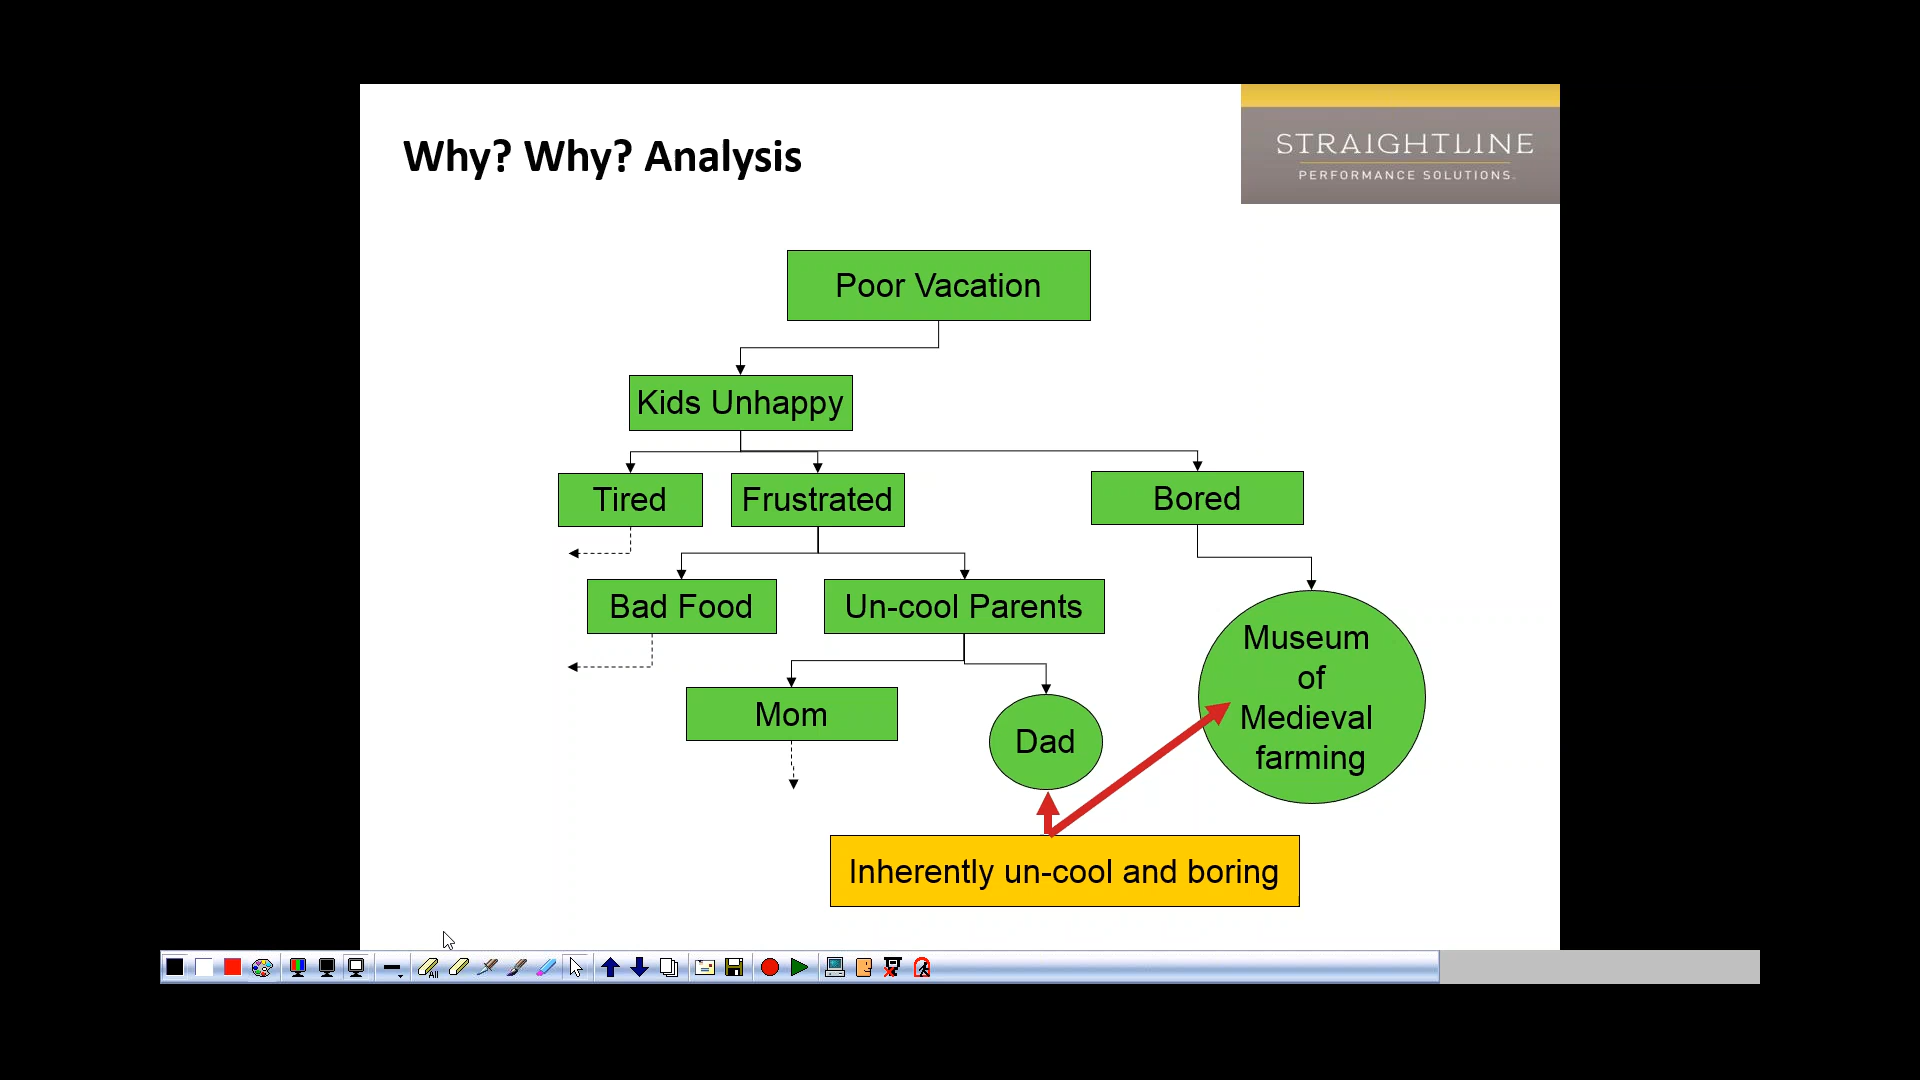 Why? Why? Analysis
STRAIGHTLINE
PERFORMANCE SOLUTIONS.
Poor Vacation
Kids Unhappy
Tired
Frustrated
Bored
Bad Food
Un-cool Parents
Museum
of
Medieval
farming
Mom
Dad
Inherently un-cool and boring
All